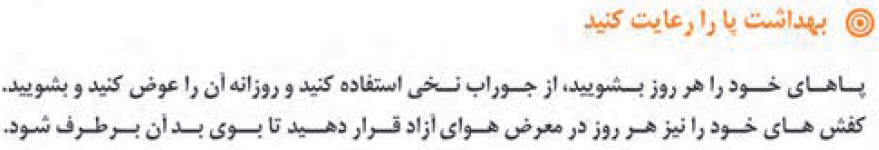 بهداشت پا را رعایت کنید
پاهای خود را هر روز بشویید، از جوراب نخی استفاده کنید و روزانه آن را عوض کنید و بشویید.
کفش های خود را نیز هر روز در معرض هوای آزاد قرار دهید تا بوی بد آن برطرف شود.